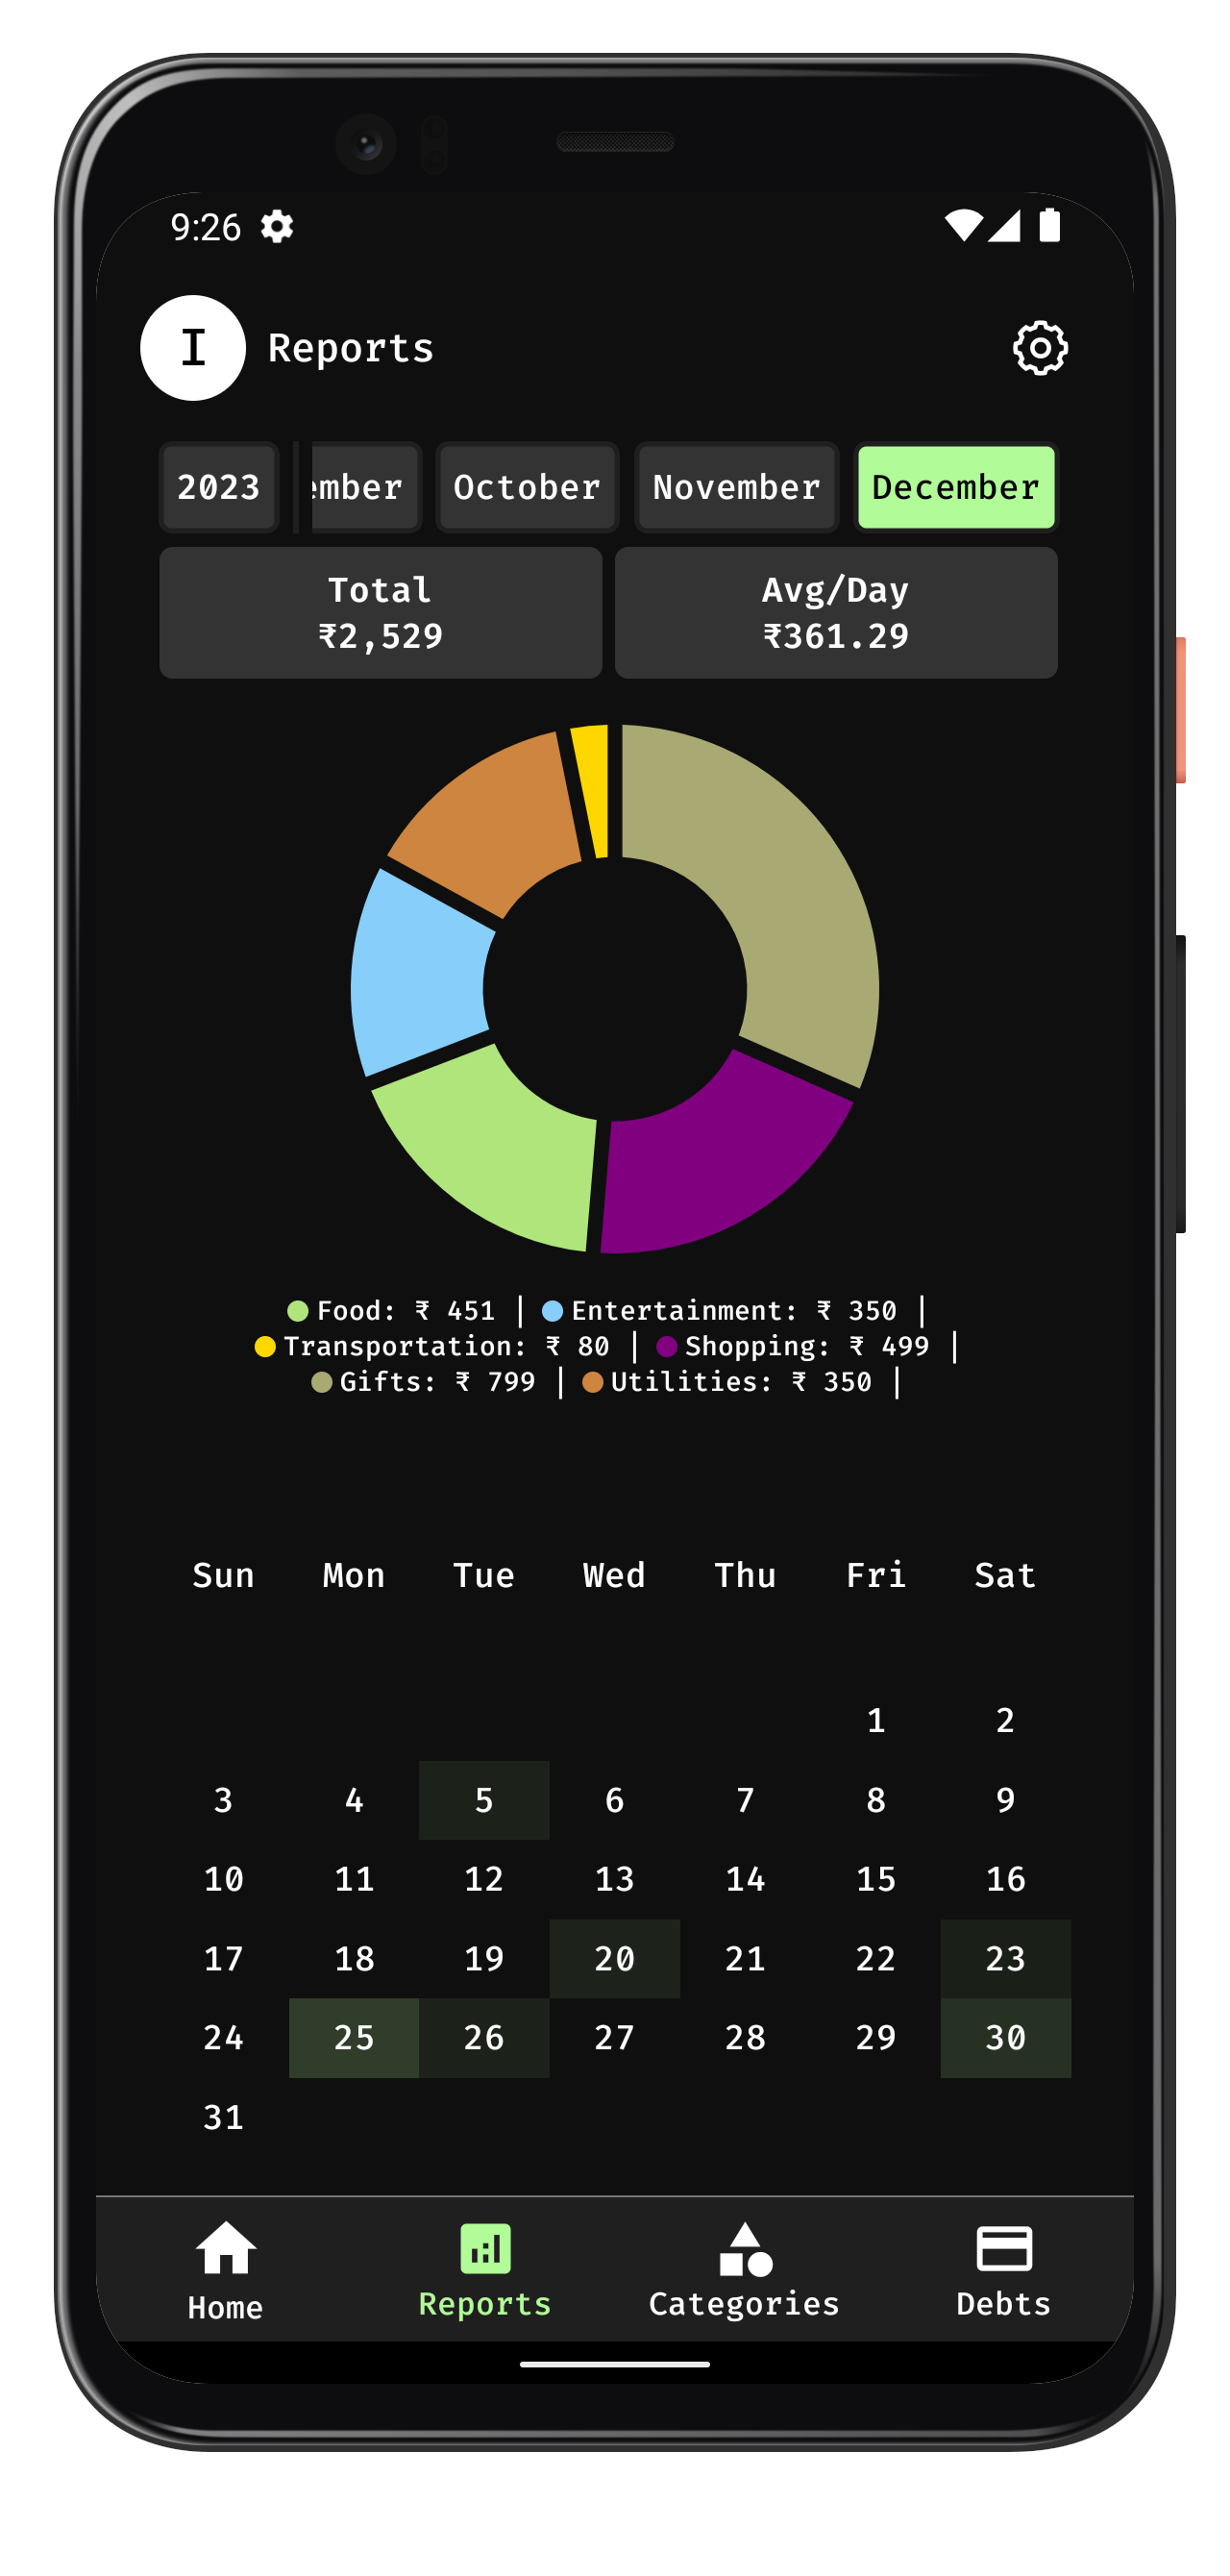 9:26
I Reports
2023 ember October November December
Total Avg/Day
₹2,529 ₹361.29
Food: ₹ 451 | Entertainment: ₹ 350 |
Transportation: ₹ 80 | Shopping: ₹ 499 |
Gifts: ₹ 799 | Utilities: ₹ 350 |
Sun Mon Tue Wed Thu Fri Sat
1 2
3 4 5 6 7 8 9
10 11 12 13 14 15 16
17 18 19 20 21 22 23
24 25 26 27 28 29 30
31
Home Reports Categories Debts